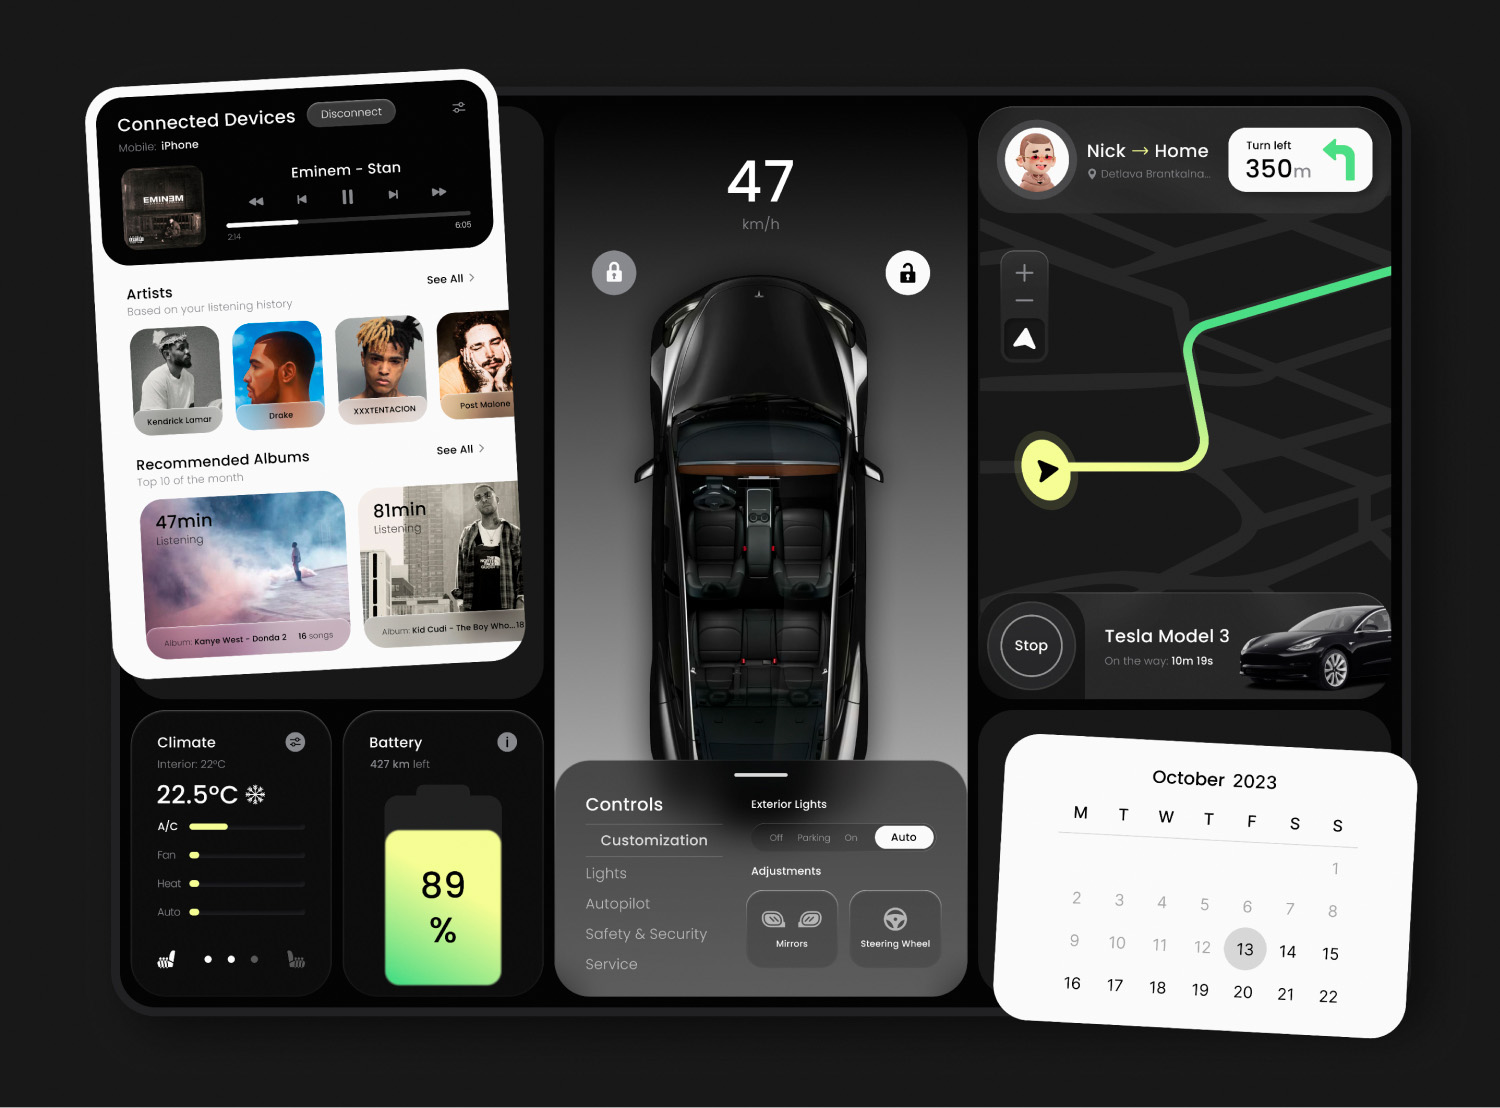 Connected Devices
Disconnect
Mobile: iPhone
EMINƎM
Eminem - Stan
2:14
6:05
Artists
See All
Based on your listening history
Kendrick Lamar
Drake
XXXTENTACION
Post Malone
Recommended Albums
See All
Top 10 of the month
47min
Listening
81min
Listening
Album: Kanye West - Donda 2
16 songs
Album: Kid Cudi - The Boy Who...
18
Climate
Interior: 22°C
22.5°C
A/C
Fan
Heat
Auto
Battery
427 km left
89
%
47
km/h
Controls
Customization
Lights
Autopilot
Safety & Security
Service
Exterior Lights
Off
Parking
On
Auto
Adjustments
Mirrors
Steering Wheel
Nick → Home
Detlava Brantkalna...
Turn left
350m
Stop
Tesla Model 3
On the way: 10m 19s
October 2023
M T W T F S S
1
2 3 4 5 6 7 8
9 10 11 12 13 14 15
16 17 18 19 20 21 22